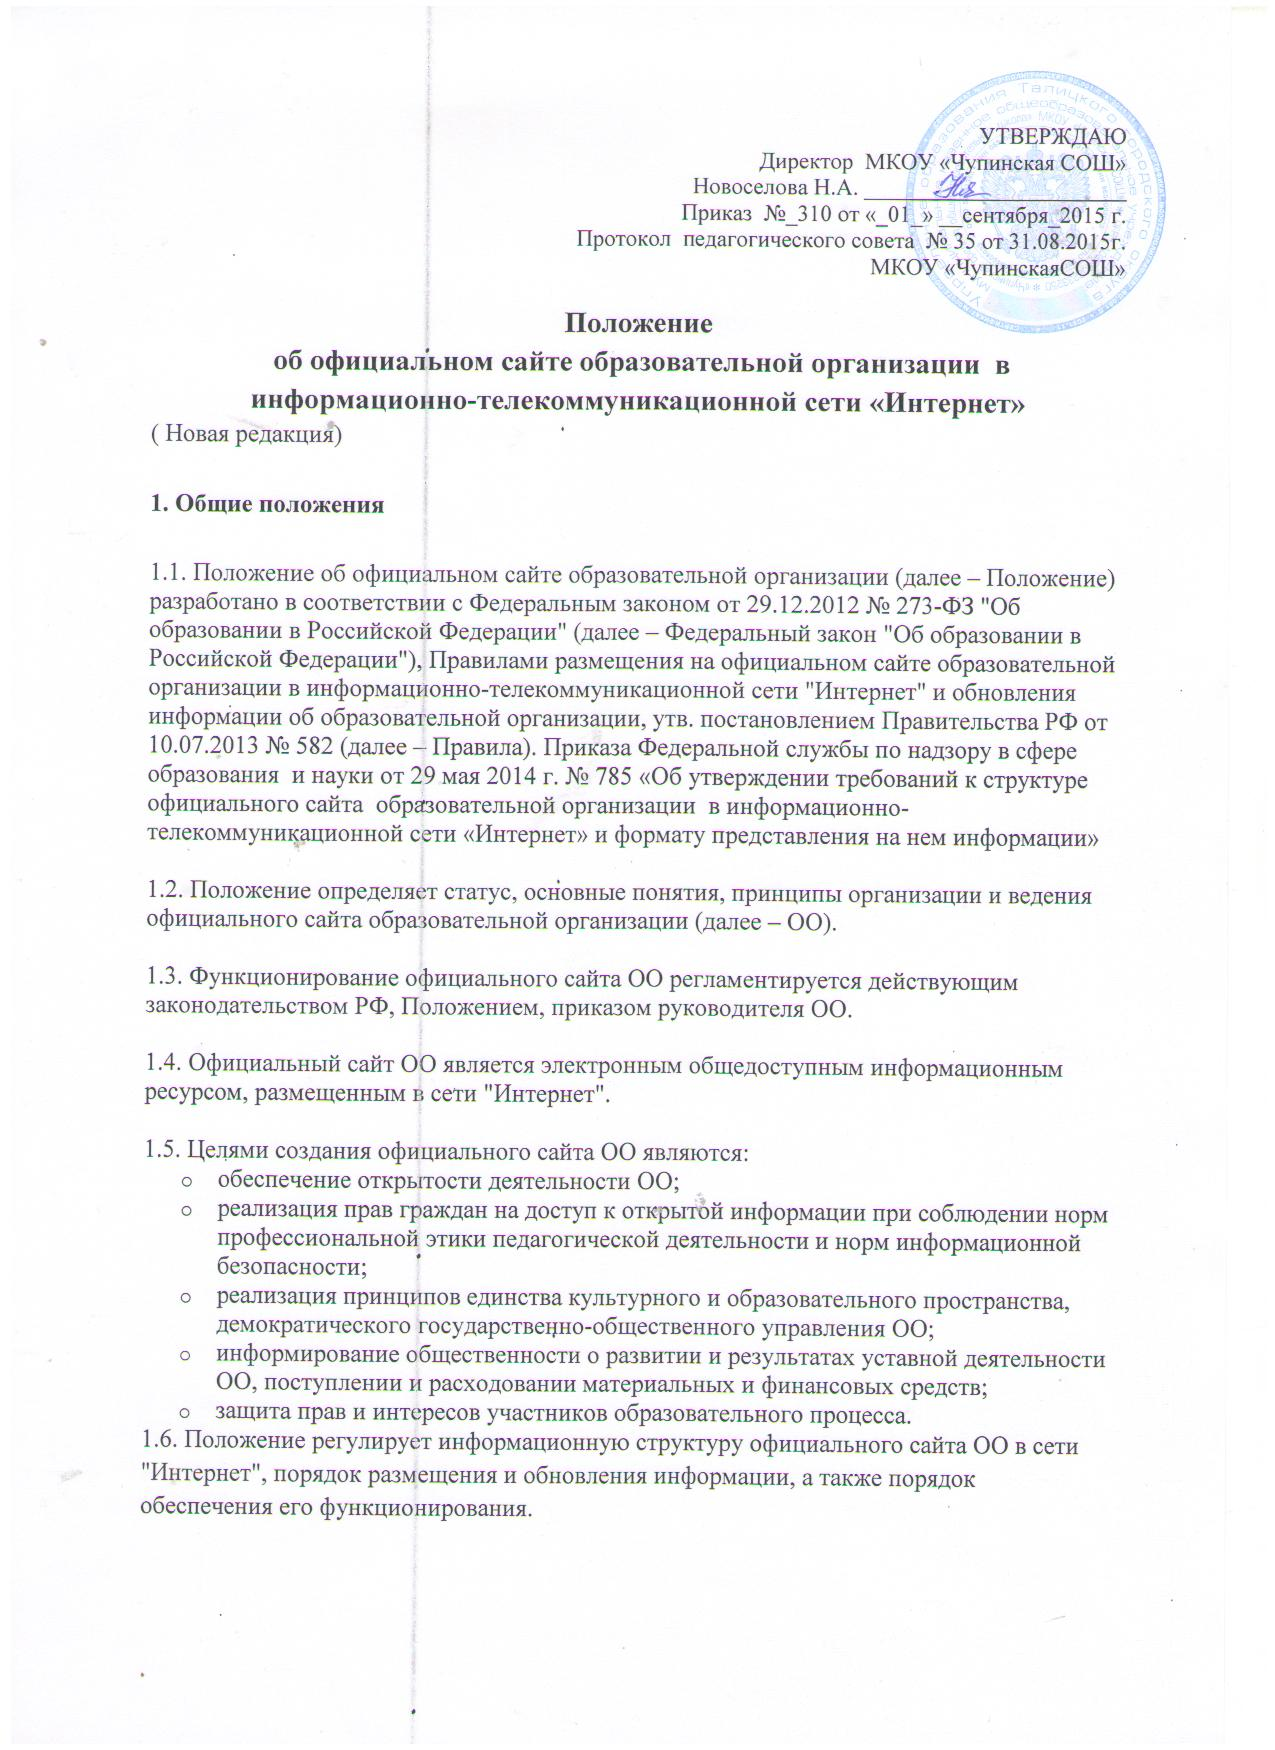 УТВЕРЖДАЮ
Директор МКОУ «Чупинская СОШ»
Новоселова Н.А. ______________________
Приказ №_310 от «_01_» __сентября_2015 г.
Протокол педагогического совета № 35 от 31.08.2015г.
МКОУ «ЧупинскаяСОШ»
Положение
об официальном сайте образовательной организации в
информационно-телекоммуникационной сети «Интернет»
( Новая редакция)
1. Общие положения
1.1. Положение об официальном сайте образовательной организации (далее – Положение)
разработано в соответствии с Федеральным законом от 29.12.2012 № 273-ФЗ "Об
образовании в Российской Федерации" (далее – Федеральный закон "Об образовании в
Российской Федерации"), Правилами размещения на официальном сайте образовательной
организации в информационно-телекоммуникационной сети "Интернет" и обновления
информации об образовательной организации, утв. постановлением Правительства РФ от
10.07.2013 № 582 (далее – Правила). Приказа Федеральной службы по надзору в сфере
образования и науки от 29 мая 2014 г. № 785 «Об утверждении требований к структуре
официального сайта образовательной организации в информационно-
телекоммуникационной сети «Интернет» и формату представления на нем информации»
1.2. Положение определяет статус, основные понятия, принципы организации и ведения
официального сайта образовательной организации (далее – ОО).
1.3. Функционирование официального сайта ОО регламентируется действующим
законодательством РФ, Положением, приказом руководителя ОО.
1.4. Официальный сайт ОО является электронным общедоступным информационным
ресурсом, размещенным в сети "Интернет".
1.5. Целями создания официального сайта ОО являются:
o обеспечение открытости деятельности ОО;
o реализация прав граждан на доступ к открытой информации при соблюдении норм
профессиональной этики педагогической деятельности и норм информационной
безопасности;
o реализация принципов единства культурного и образовательного пространства,
демократического государственно-общественного управления ОО;
o информирование общественности о развитии и результатах уставной деятельности
ОО, поступлении и расходовании материальных и финансовых средств;
o защита прав и интересов участников образовательного процесса.
1.6. Положение регулирует информационную структуру официального сайта ОО в сети
"Интернет", порядок размещения и обновления информации, а также порядок
обеспечения его функционирования.